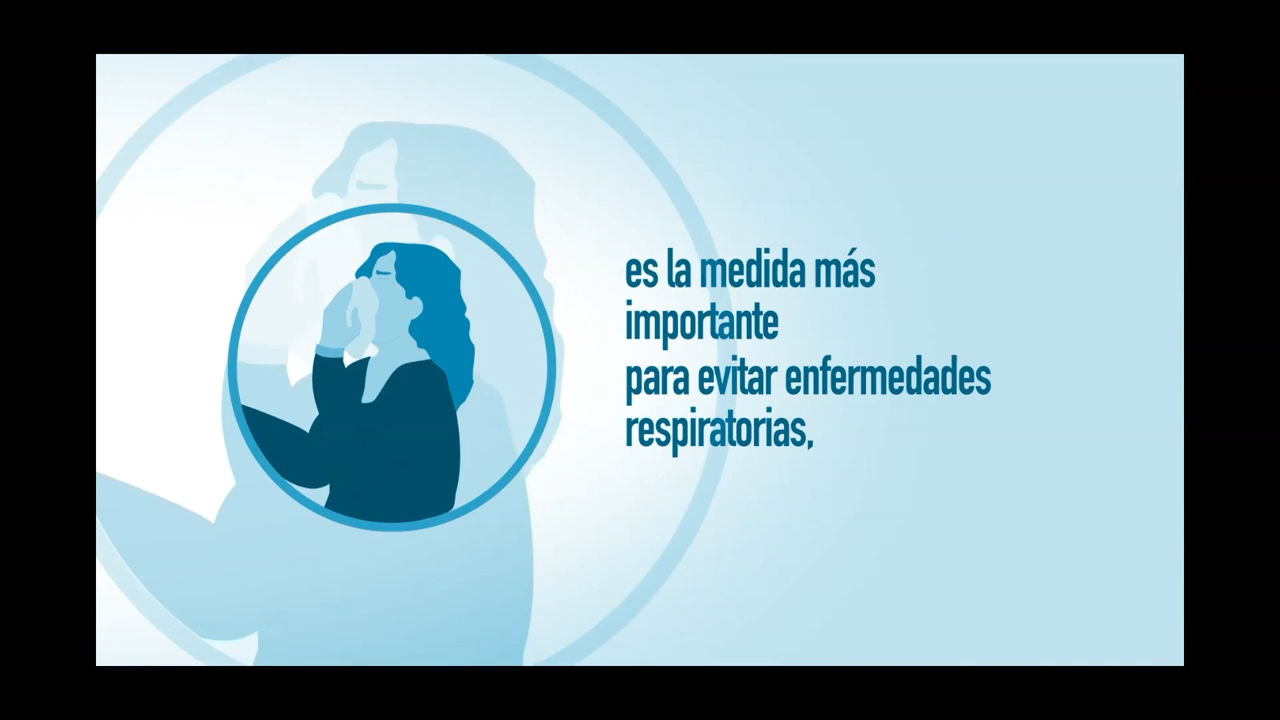 es la medida más
importante
para evitar enfermedades
respiratorias,